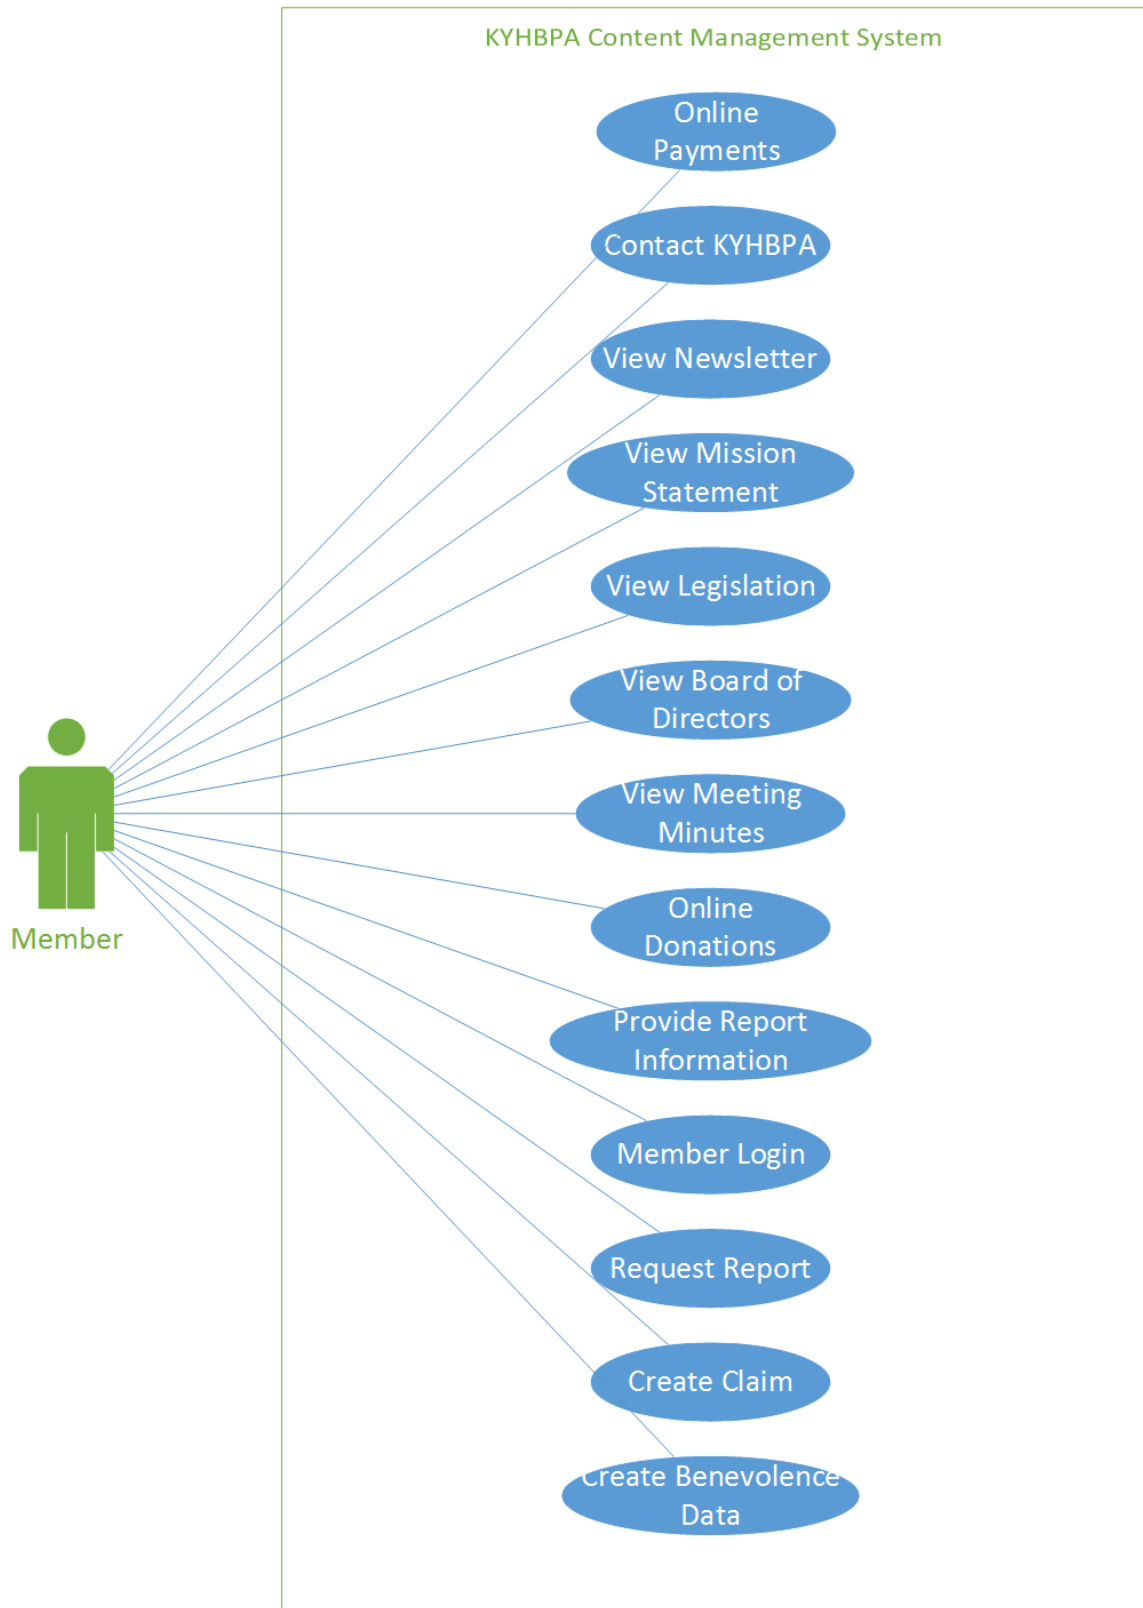 KYHBPA Content Management System
Online
Payments
Contact KYHBPA
View Newsletter
View Mission
Statement
View Legislation
View Board of
Directors
View Meeting
Minutes
Member
Online
Donations
Provide Report
Information
Member Login
Request Report
Create Claim
Create Benevolence
Data